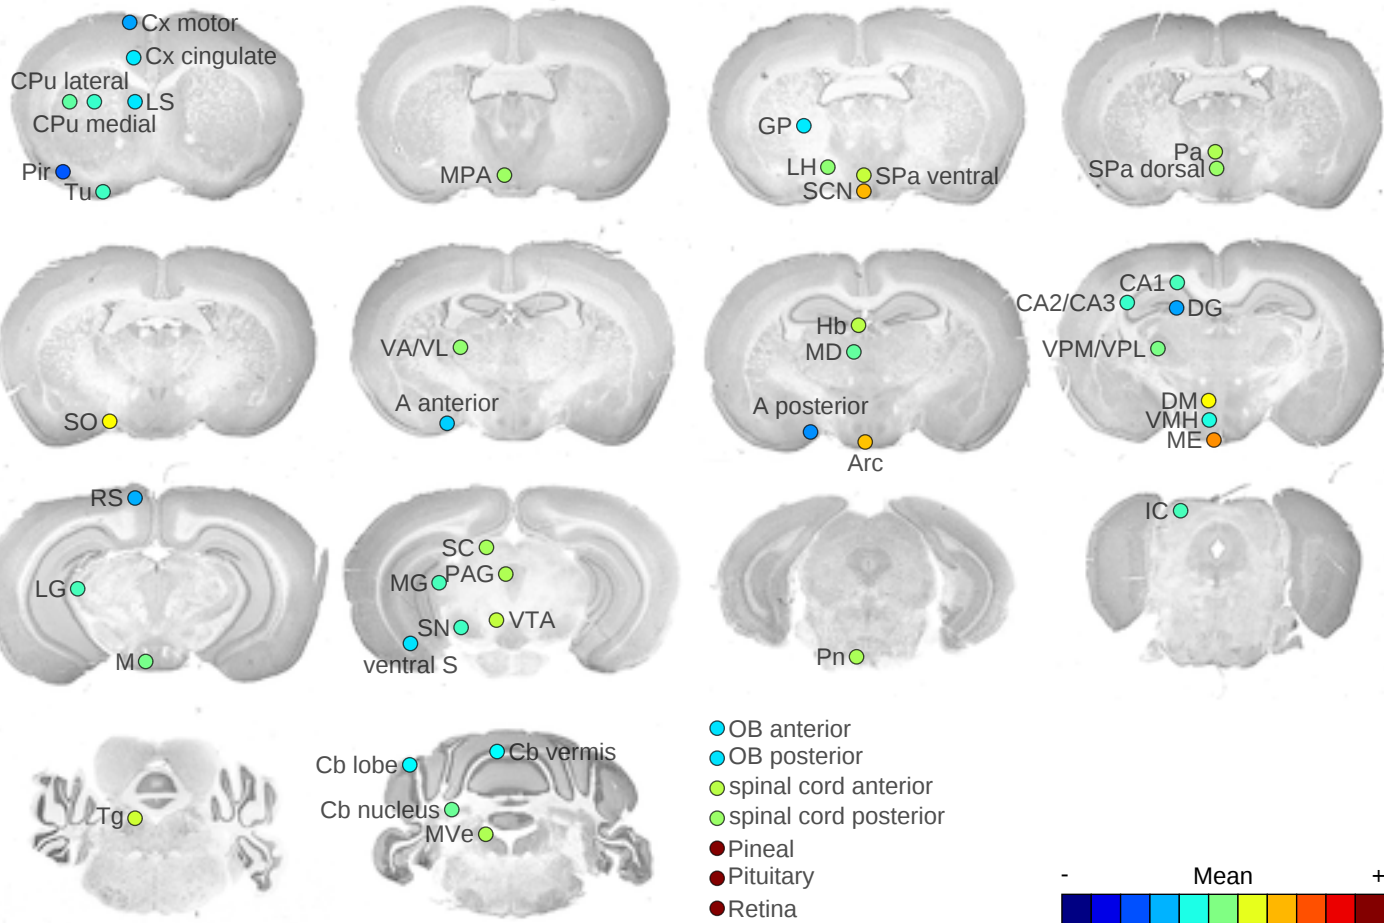 Cx motor
Cx cingulate
CPu lateral
LS
CPu medial
Pir
Tu
MPA
GP
LH
SPa ventral
SCN
Pa
SPa dorsal
SO
VA/VL
A anterior
Hb
MD
A posterior
Arc
CA1
CA2/CA3
DG
VPM/VPL
DM
VMH
ME
RS
LG
M
SC
MG
PAG
SN
VTA
ventral S
Pn
IC
Tg
Cb lobe
Cb vermis
Cb nucleus
MVe
OB anterior
OB posterior
spinal cord anterior
spinal cord posterior
Pineal
Pituitary
Retina
- Mean +